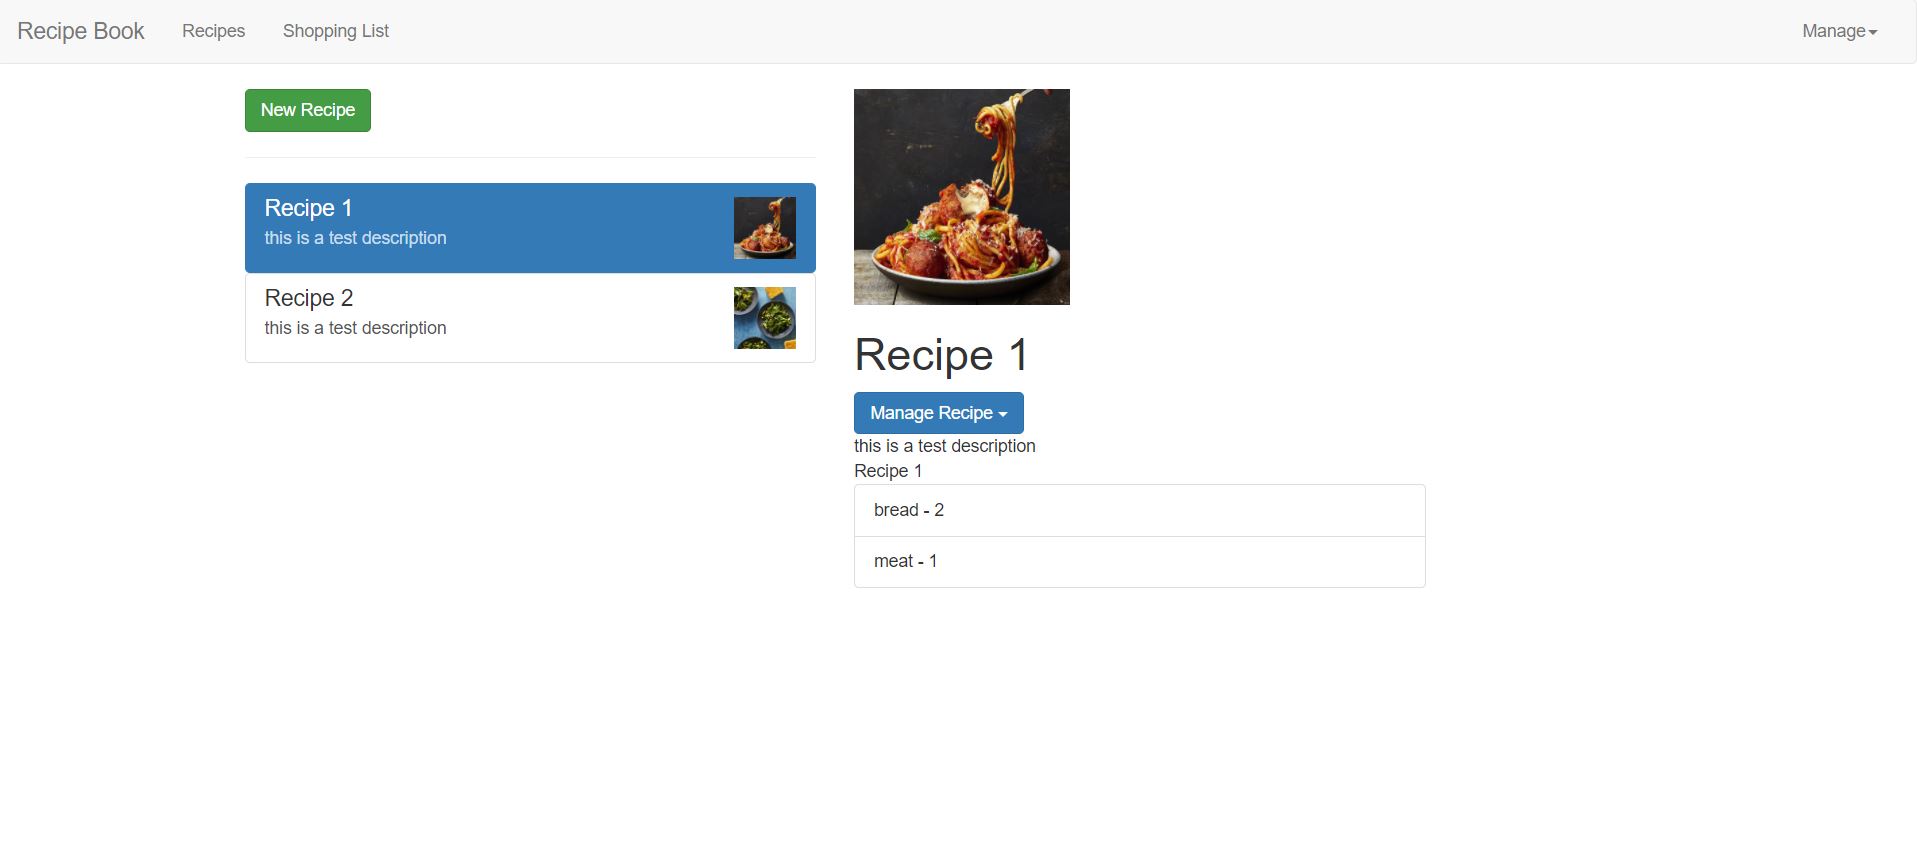 Recipe Book Recipes Shopping List Manage
New Recipe
Recipe 1
this is a test description
Recipe 2
this is a test description
Recipe 1
Manage Recipe
this is a test description
Recipe 1
bread - 2
meat - 1